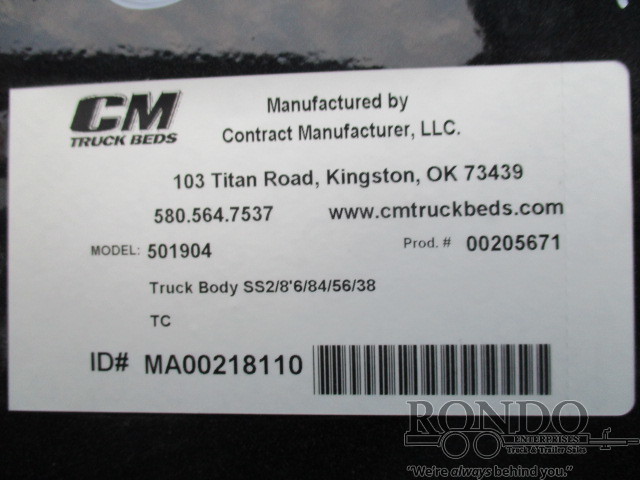 CM
TRUCK BEDS
Manufactured by
Contract Manufacturer, LLC.
103 Titan Road, Kingston, OK 73439
580.564.7537 www.cmtruckbeds.com
MODEL: 501904 Prod. # 00205671
Truck Body SS2/8'6/84/56/38
TC
ID# MA00218110
RONDO
ENTERPRISES
Truck & Trailer Sales
"We're always behind you."